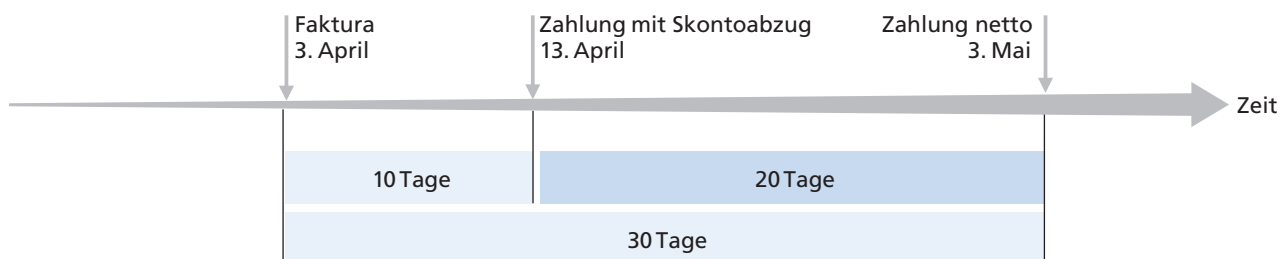 Faktura
3. April
Zahlung mit Skontoabzug
13. April
Zahlung netto
3. Mai
Zeit
10 Tage
20 Tage
30 Tage